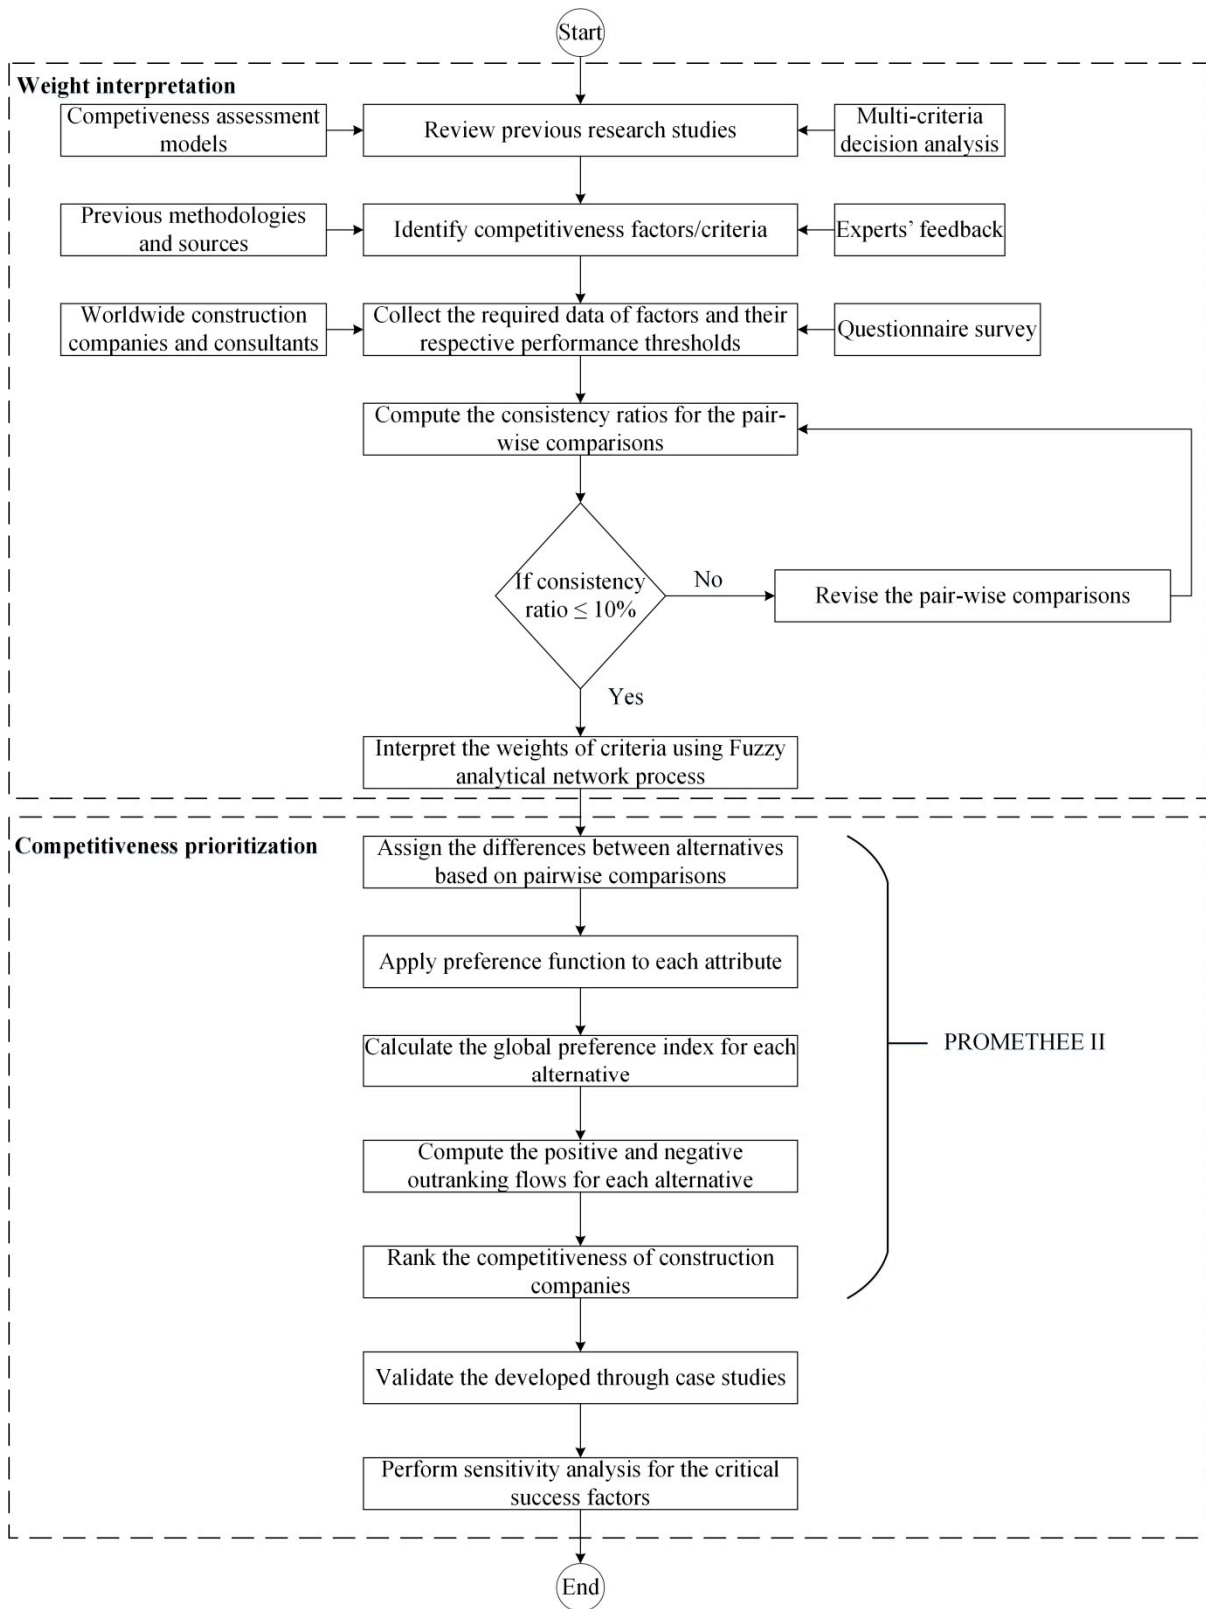 Start
Weight interpretation
Competiveness assessment
models
Review previous research studies
Multi-criteria
decision analysis
Previous methodologies
and sources
Identify competitiveness factors/criteria
Experts’ feedback
Worldwide construction
companies and consultants
Collect the required data of factors and their
respective performance thresholds
Questionnaire survey
Compute the consistency ratios for the pair-
wise comparisons
If consistency
ratio ≤ 10%
No
Revise the pair-wise comparisons
Yes
Interpret the weights of criteria using Fuzzy
analytical network process
Competitiveness prioritization
Assign the differences between alternatives
based on pairwise comparisons
Apply preference function to each attribute
Calculate the global preference index for each
alternative
PROMETHEE II
Compute the positive and negative
outranking flows for each alternative
Rank the competitiveness of construction
companies
Validate the developed through case studies
Perform sensitivity analysis for the critical
success factors
End